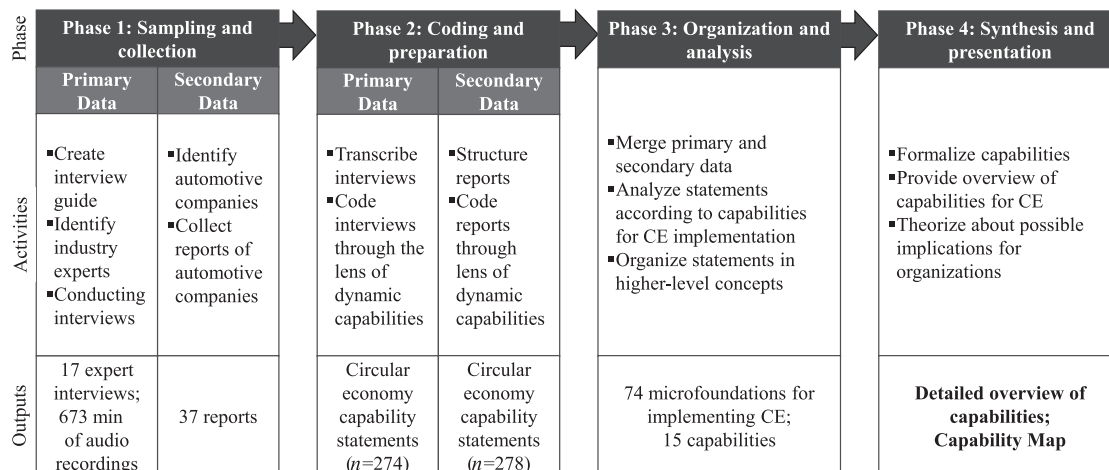 Phase
Phase 1: Sampling and
collection
Phase 2: Coding and
preparation
Phase 3: Organization and
analysis
Phase 4: Synthesis and
presentation
Primary
Data
Secondary
Data
Primary
Data
Secondary
Data
Activities
▪Create
interview
guide
▪Identify
industry
experts
▪Conducting
interviews
▪Identify
automotive
companies
▪Collect
reports of
automotive
companies
▪Transcribe
interviews
▪Code
interviews
through the
lens of
dynamic
capabilities
▪Structure
reports
▪Code
reports
through
lens of
dynamic
capabilities
▪Merge primary and
secondary data
▪Analyze statements
according to capabilities
for CE implementation
▪Organize statements in
higher-level concepts
▪Formalize capabilities
▪Provide overview of
capabilities for CE
▪Theorize about possible
implications for
organizations
Outputs
17 expert
interviews;
673 min
of audio
recordings
37 reports
Circular
economy
capability
statements
(n=274)
Circular
economy
capability
statements
(n=278)
74 microfoundations for
implementing CE;
15 capabilities
Detailed overview of
capabilities;
Capability Map